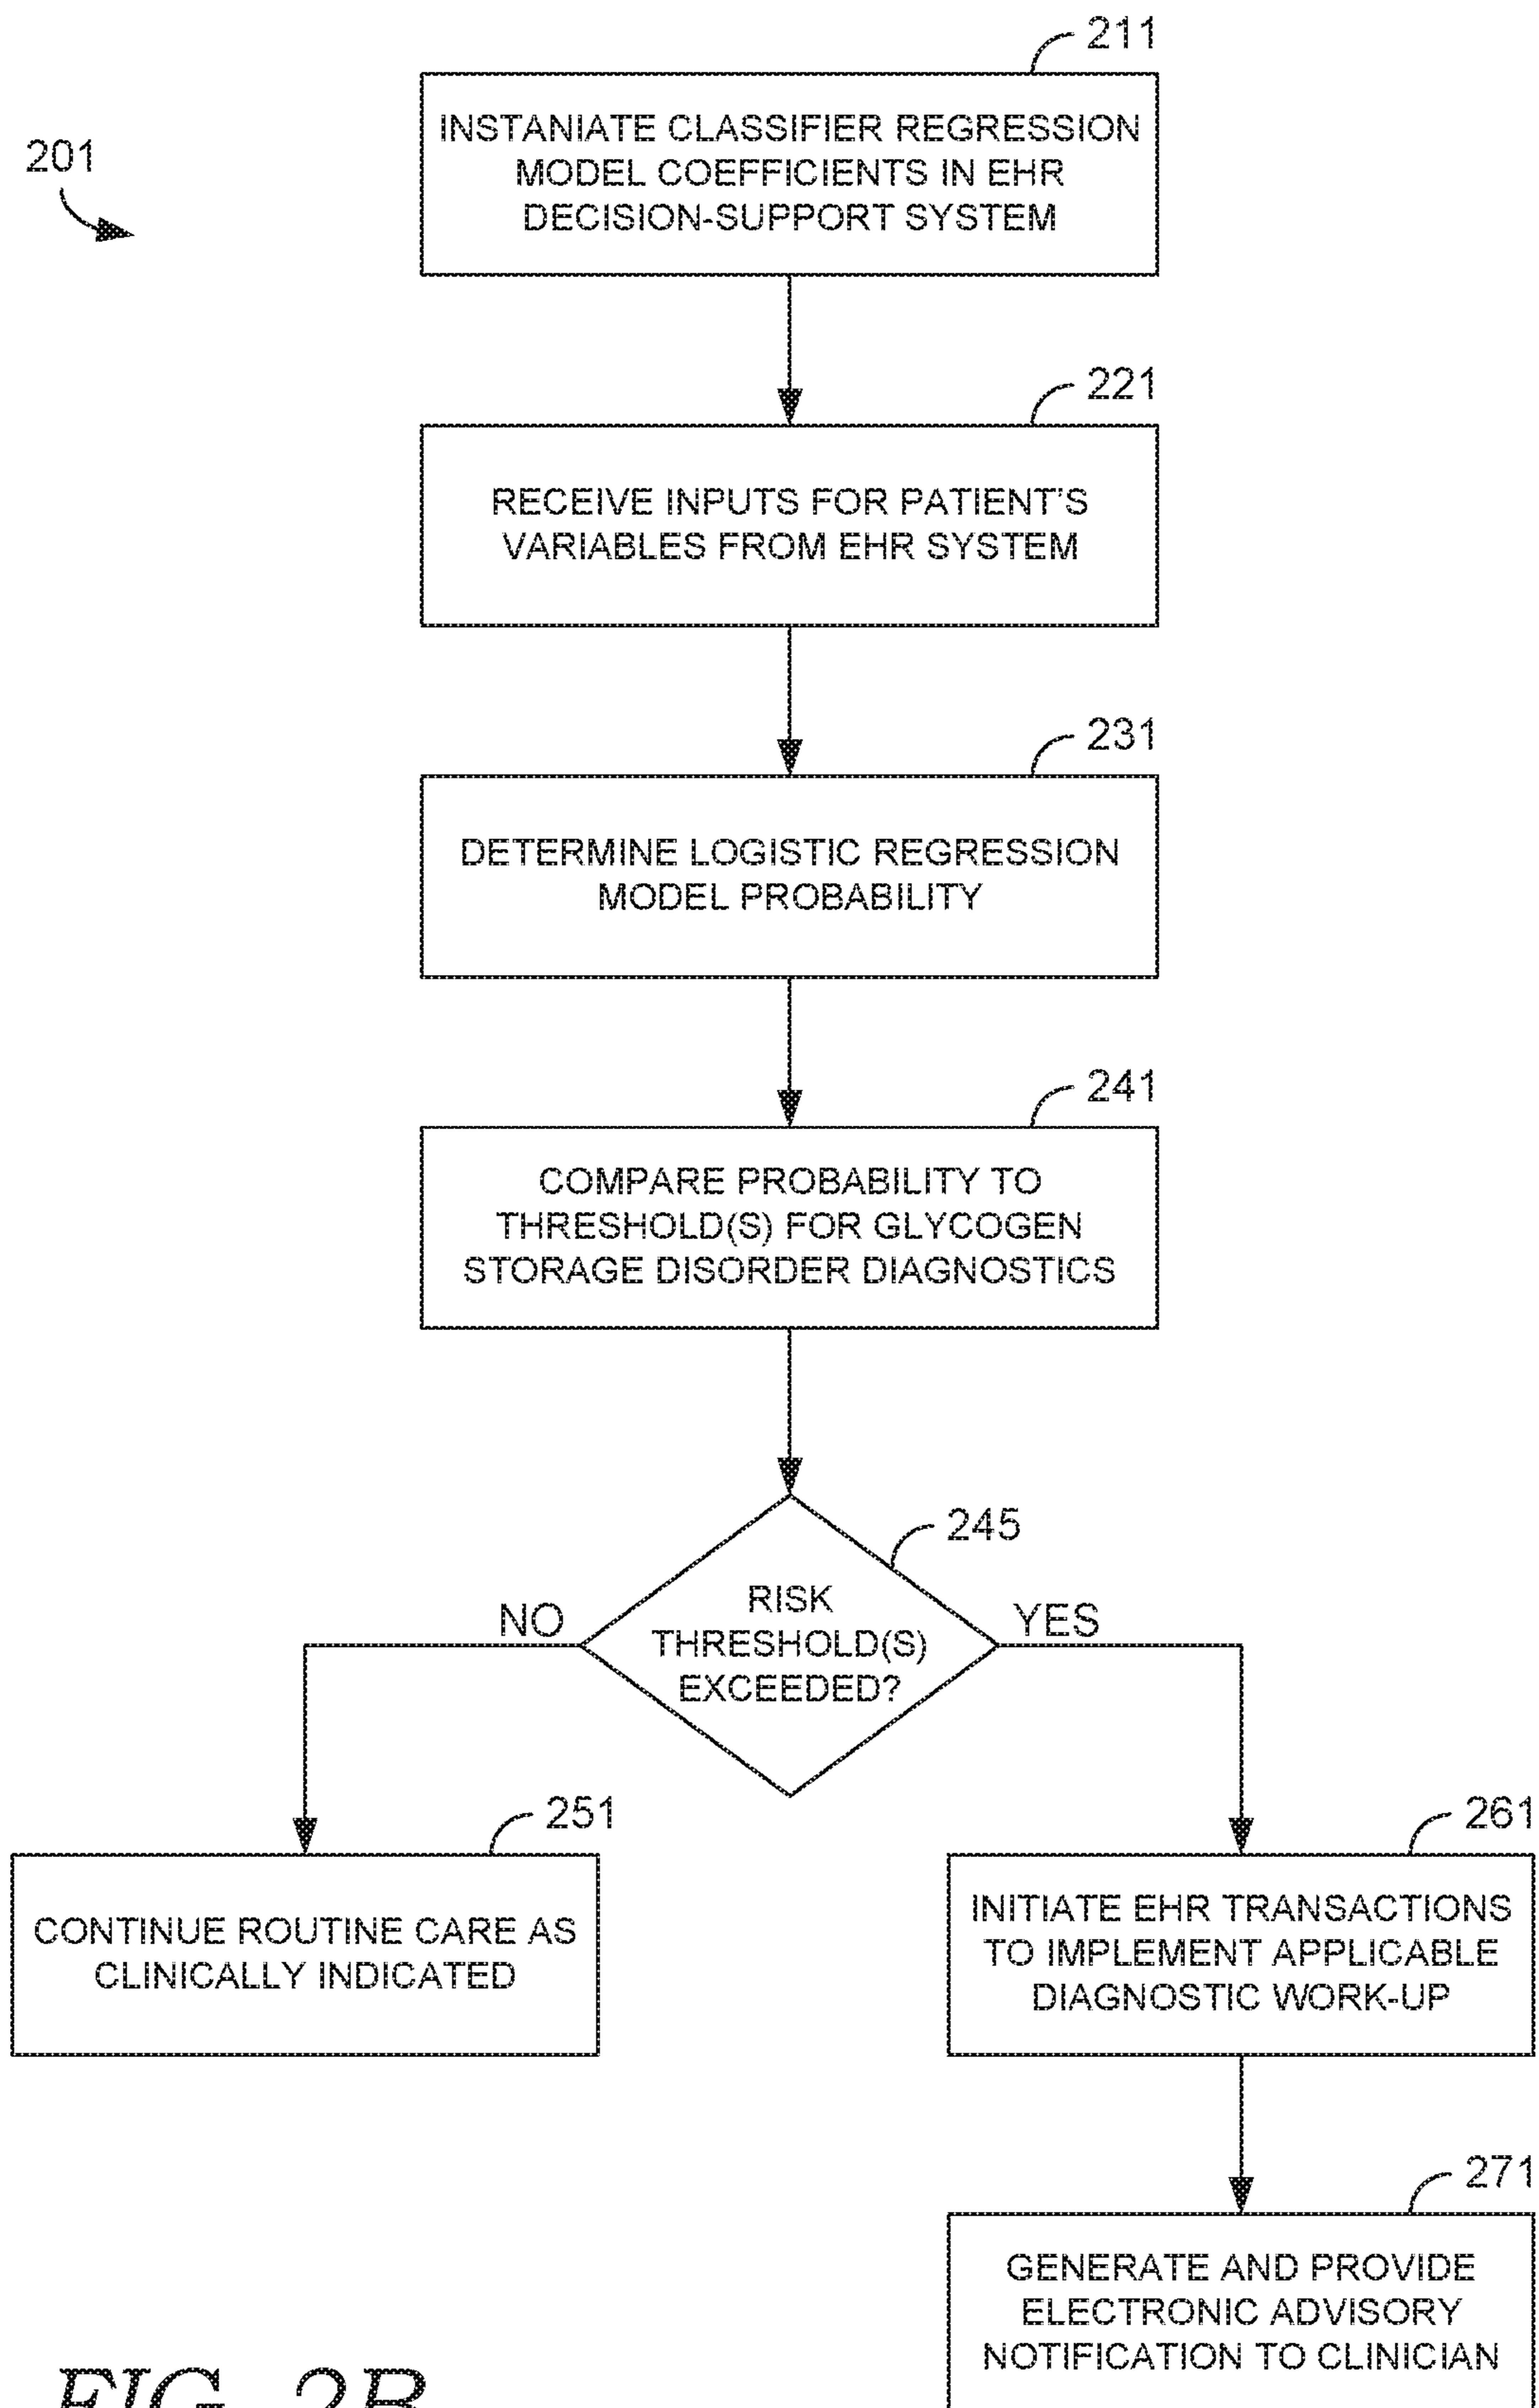 211
INSTANIATE CLASSIFIER REGRESSION
MODEL COEFFICIENTS IN EHR
DECISION-SUPPORT SYSTEM
201
221
RECEIVE INPUTS FOR PATIENT'S
VARIABLES FROM EHR SYSTEM
231
DETERMINE LOGISTIC REGRESSION
MODEL PROBABILITY
241
COMPARE PROBABILITY TO
THRESHOLD(S) FOR GLYCOGEN
STORAGE DISORDER DIAGNOSTICS
245
RISK
THRESHOLD(S)
EXCEEDED?
NO
YES
251
CONTINUE ROUTINE CARE AS
CLINICALLY INDICATED
261
INITIATE EHR TRANSACTIONS
TO IMPLEMENT APPLICABLE
DIAGNOSTIC WORK-UP
271
GENERATE AND PROVIDE
ELECTRONIC ADVISORY
NOTIFICATION TO CLINICIAN
FIG. 2B